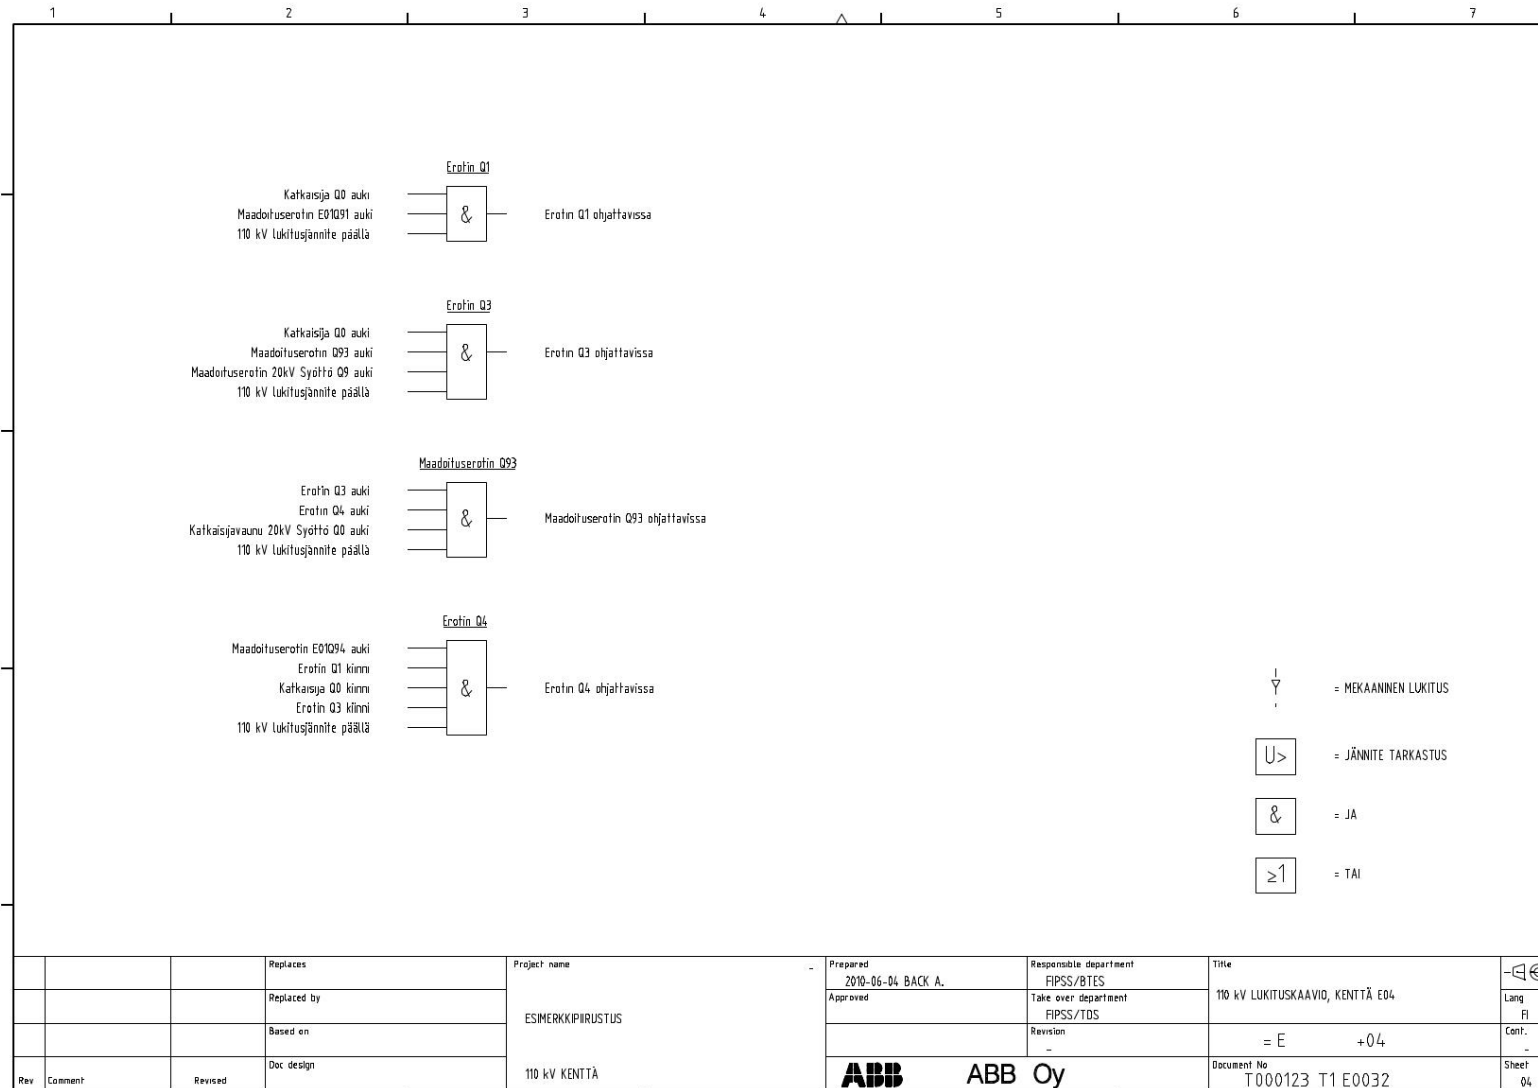 1 2 3 4 5 6 7
Erotin Q1
Katkaisija Q0 auki
Maadoituserotin E01Q91 auki
110 kV lukitusjännite päällä
&
Erotin Q1 ohjattavissa
Erotin Q3
Katkaisija Q0 auki
Maadoituserotin Q93 auki
Maadoituserotin 20kV Syöttö Q9 auki
110 kV lukitusjännite päällä
&
Erotin Q3 ohjattavissa
Maadoituserotin Q93
Erotin Q3 auki
Erotin Q4 auki
Katkaisijavaunu 20kV Syöttö Q0 auki
110 kV lukitusjännite päällä
&
Maadoituserotin Q93 ohjattavissa
Erotin Q4
Maadoituserotin E01Q94 auki
Erotin Q1 kiinni
Katkaisija Q0 kiinni
Erotin Q3 kiinni
110 kV lukitusjännite päällä
&
Erotin Q4 ohjattavissa
= MEKAANINEN LUKITUS
U> = JÄNNITE TARKASTUS
& = JA
≥1 = TAI
Rev Comment Revised
Replaces
Replaced by
Based on
Doc design
Project name -
ESIMERKKIPIIRUSTUS
110 kV KENTTÄ
Prepared
2010-06-04 BACK A.
Approved
Responsible department
FIPSS/BTES
Take over department
FIPSS/TDS
Revision
-
ABB ABB Oy
Title
110 kV LUKITUSKAAVIO, KENTTÄ E04
= E +04
Document No
T000123 T1 E0032
Lang
FI
Cont.
-
Sheet
04